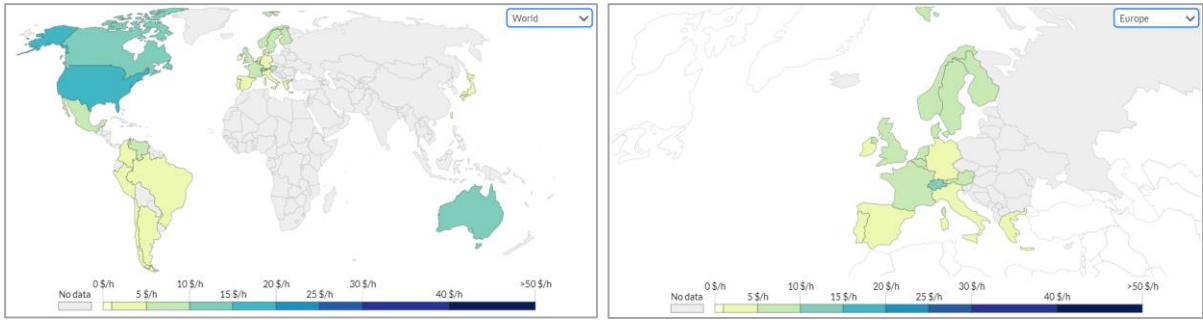 World
0 $/h
10 $/h
20 $/h
30 $/h
>50 $/h
No data
5 $/h
15 $/h
25 $/h
40 $/h
Europe
0 $/h
10 $/h
20 $/h
30 $/h
>50 $/h
No data
5 $/h
15 $/h
25 $/h
40 $/h